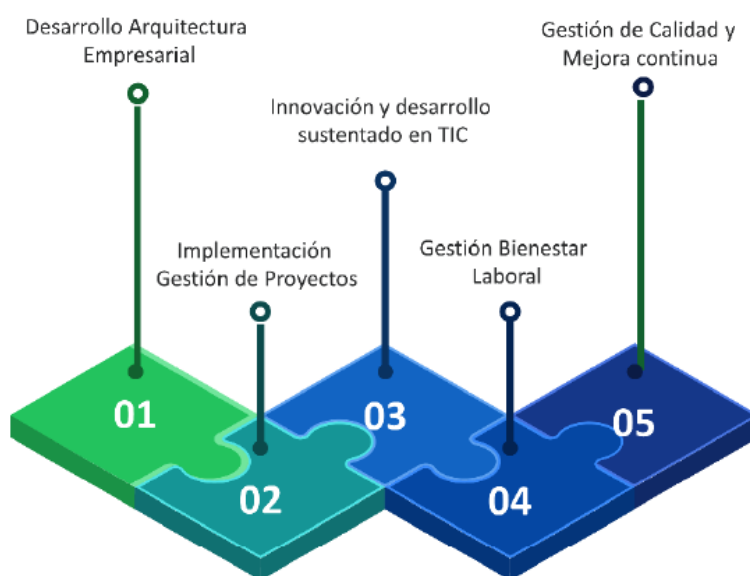 Desarrollo Arquitectura
Empresarial
01
Implementación
Gestión de Proyectos
02
Innovación y desarrollo
sustentado en TIC
03
Gestión Bienestar
Laboral
04
Gestión de Calidad y
Mejora continua
05